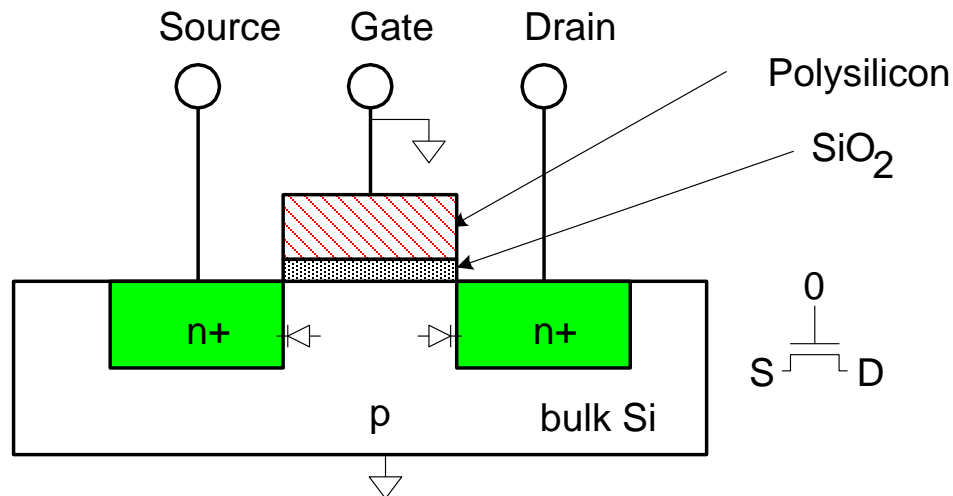 Source Gate Drain
Polysilicon
SiO2
n+ n+
0
S D
p bulk Si